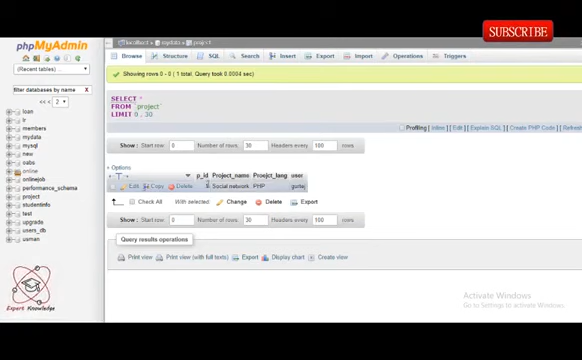 SUBSCRIBE
phpMyAdmin
(Recent tables) ...
filter databases by name
X
<< < 2
loan
lr
members
mydata
mysql
new
oabs
online
onlinejob
performance_schema
project
studentinfo
test
upgrade
users_db
usman
Expert Knowledge
localhost » mydata » project
Browse Structure SQL Search Insert Export Import Operations Triggers
Showing rows 0 - 0 ( 1 total, Query took 0.0004 sec)
SELECT *
FROM `project`
LIMIT 0 , 30
Profiling [ Inline ] [ Edit ] [ Explain SQL ] [ Create PHP Code ] [ Refresh
Show : Start row: 0 Number of rows: 30 Headers every 100 rows
+ Options
←T→ p_id Project_name Proejct_lang user
Edit Copy Delete Social network PHP
Check All With selected: Change Delete Export
Show : Start row: 0 Number of rows: 30 Headers every 100 rows
Query results operations
Print view Print view (with full texts) Export Display chart Create view
Activate Windows
Go to Settings to activate Windows.